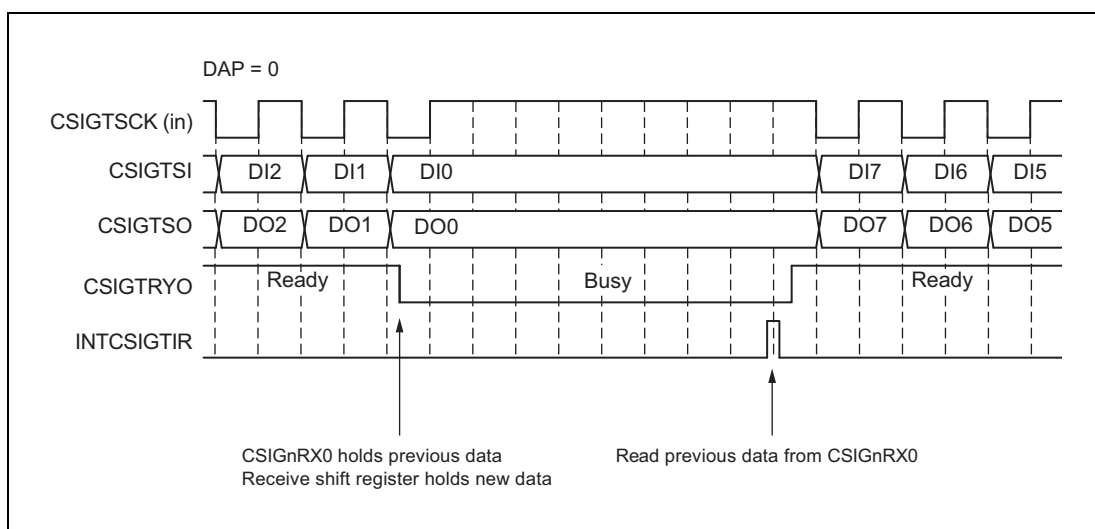 DAP = 0
CSIGTSCK (in)
CSIGTSI DI2 DI1 DI0 DI7 DI6 DI5
CSIGTSO DO2 DO1 DO0 DO7 DO6 DO5
CSIGTRYO Ready Busy Ready
INTCSIGTIR
CSIGnRX0 holds previous data
Receive shift register holds new data
Read previous data from CSIGnRX0